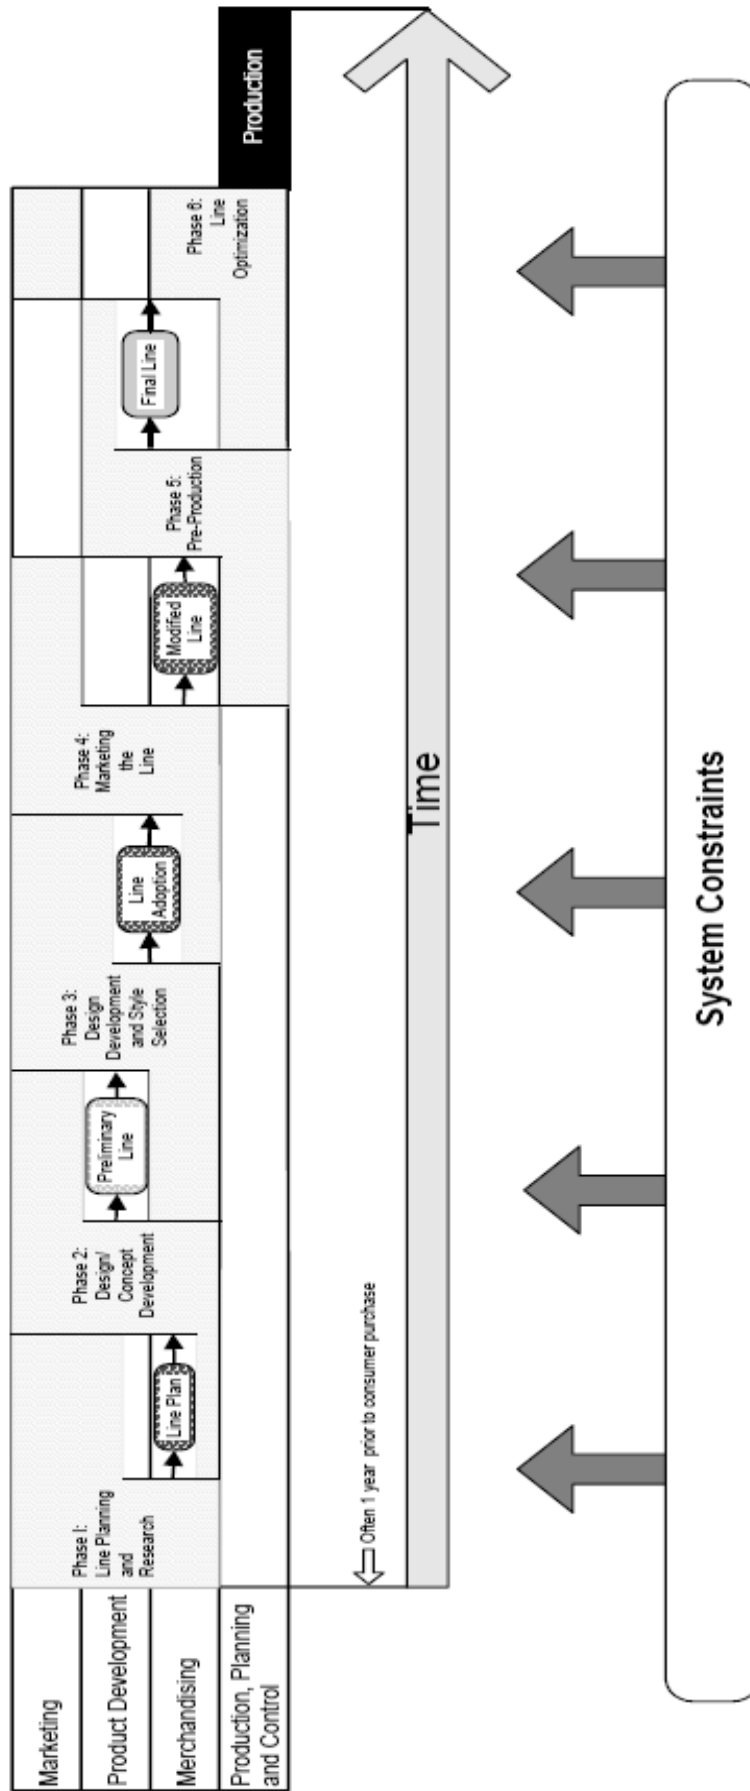 Marketing
Product Development
Merchandising
Production, Planning
and Control
Phase I:
Line Planning
and
Research
Line Plan
Phase 2:
Design/
Concept
Development
Preliminary
Line
Phase 3:
Design
Development
and Style
Selection
Line
Adoption
Phase 4:
Marketing
the
Line
Modified
Line
Phase 5:
Pre-Production
Final Line
Phase 6:
Line
Optimization
Production
Often 1 year prior to consumer purchase
Time
System Constraints